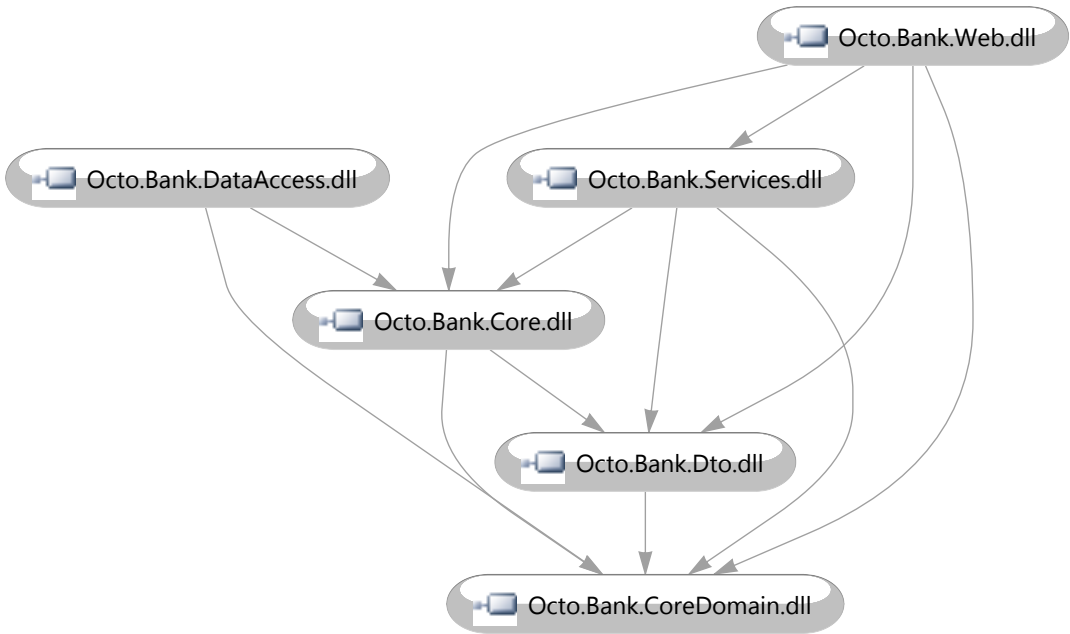 Octo.Bank.Web.dll
Octo.Bank.DataAccess.dll
Octo.Bank.Services.dll
Octo.Bank.Core.dll
Octo.Bank.Dto.dll
Octo.Bank.CoreDomain.dll